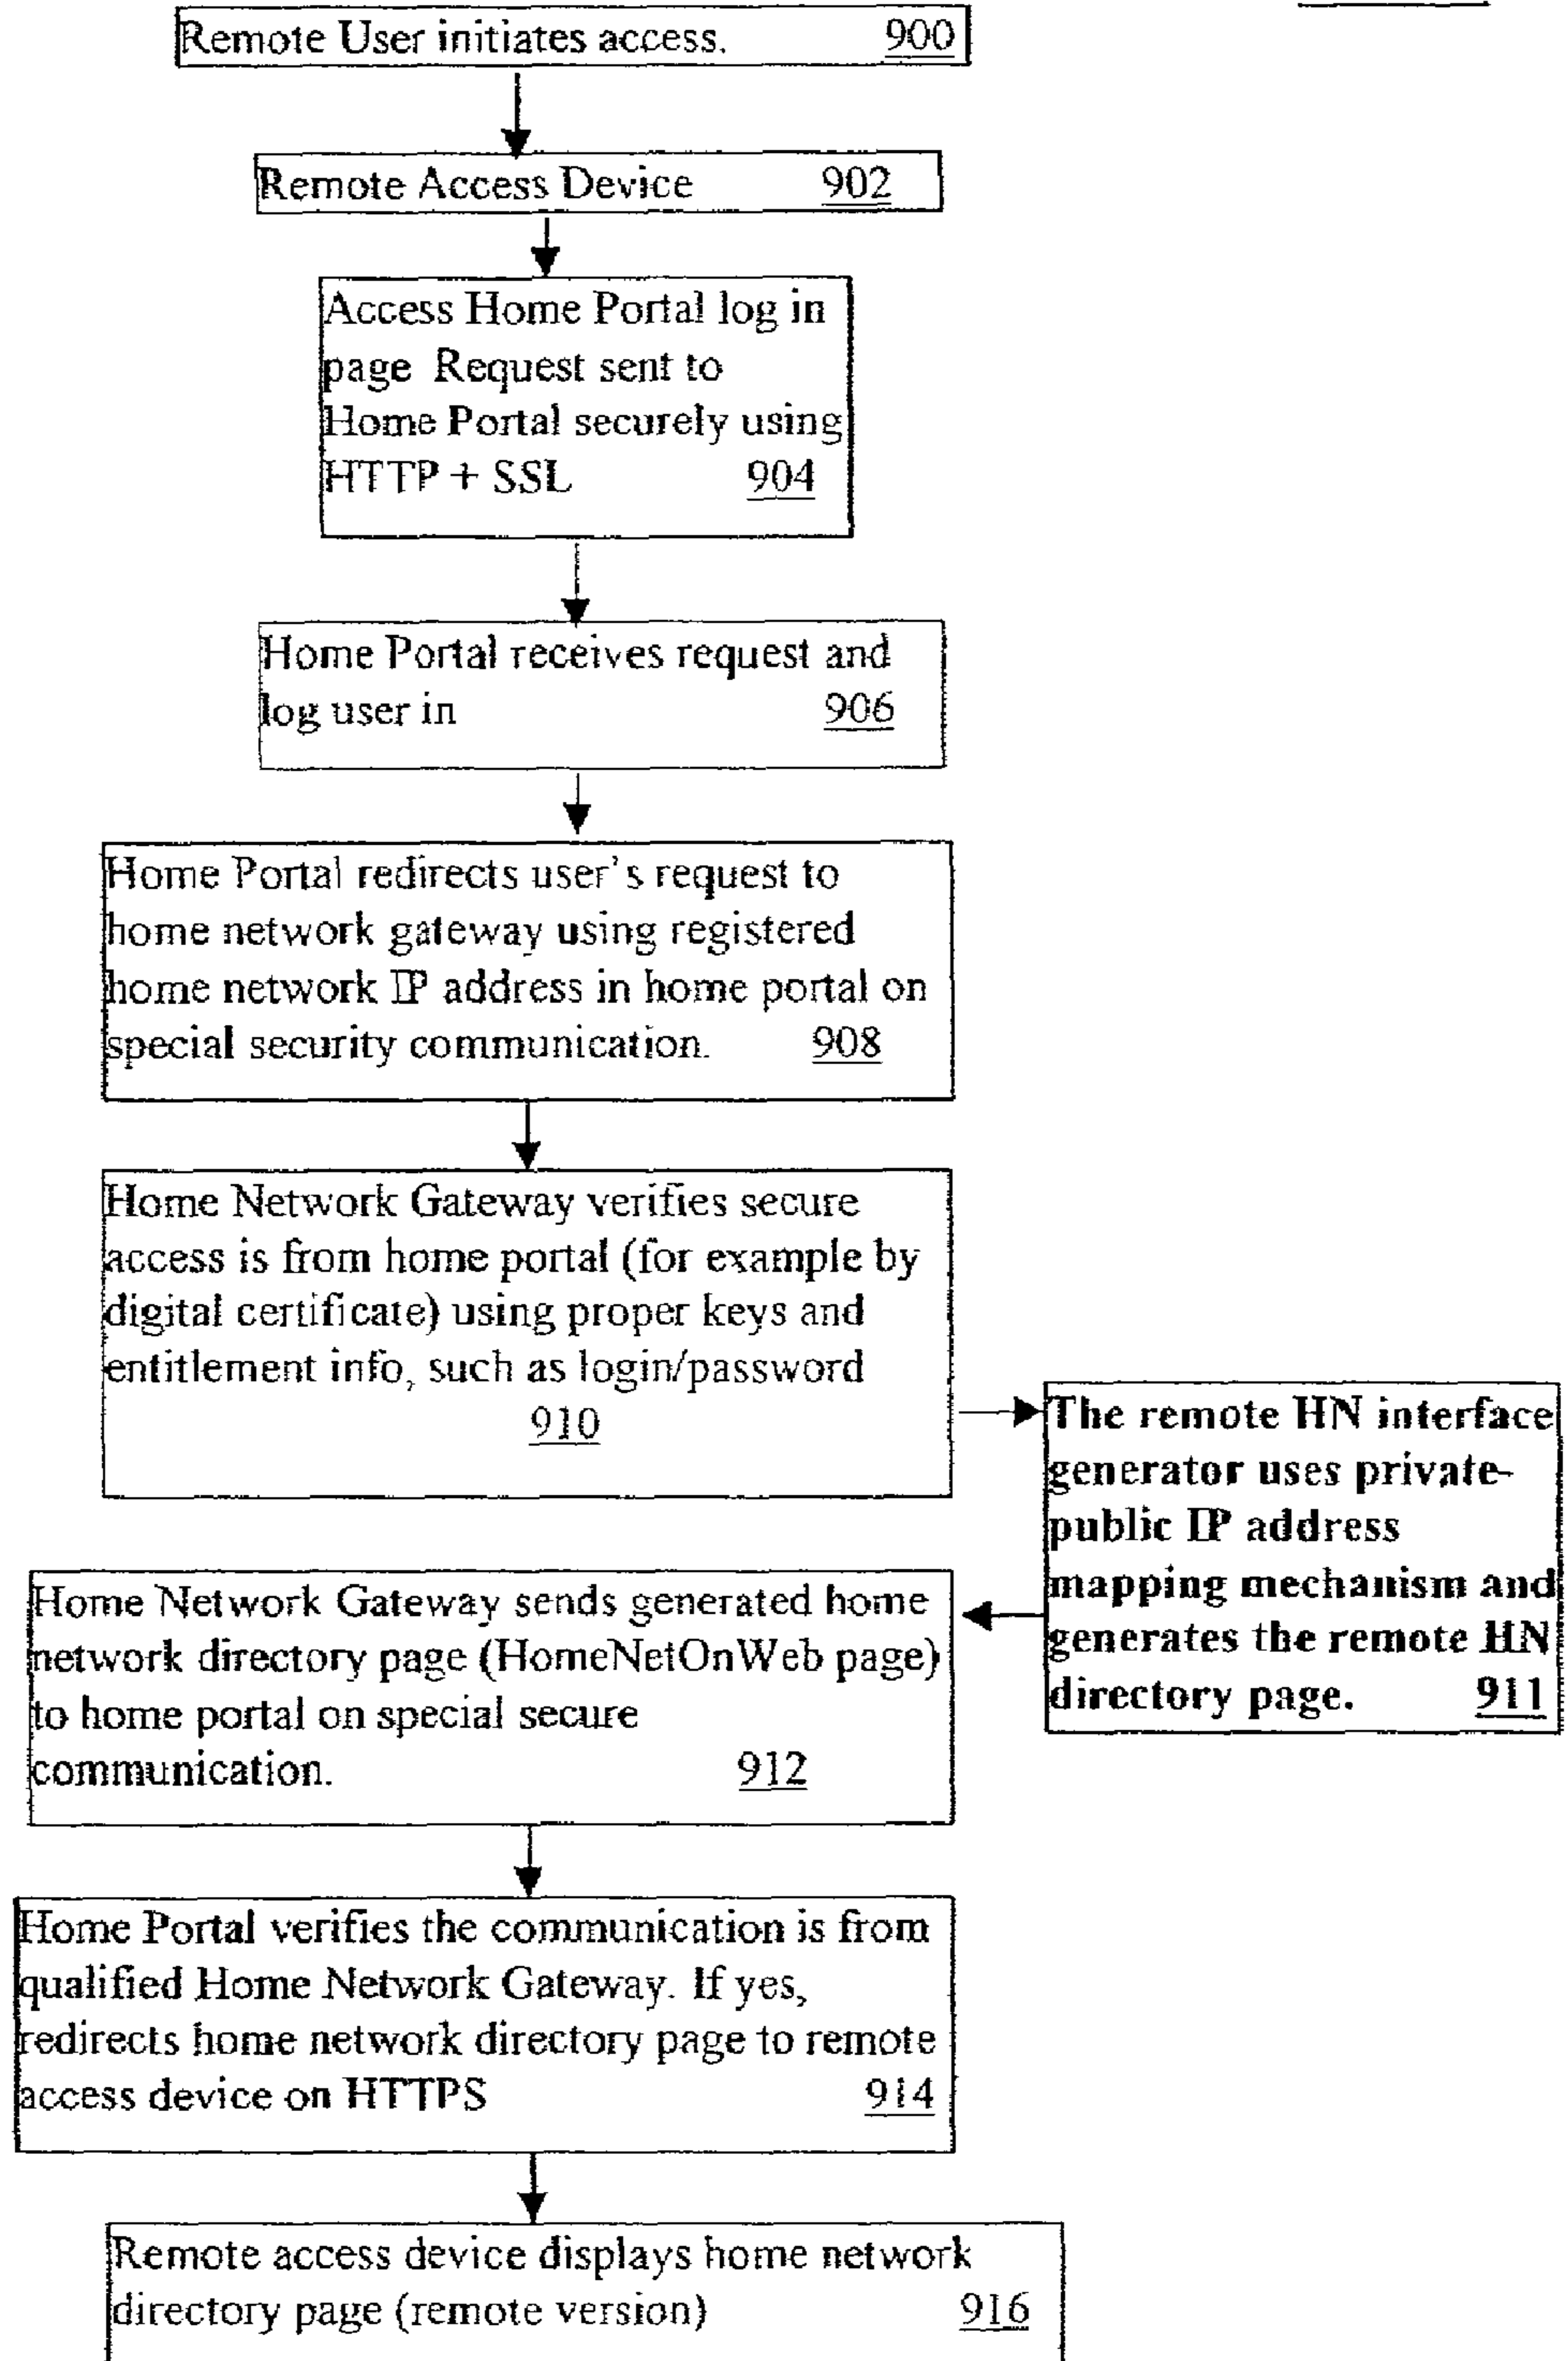 Remote User initiates access. 900
Remote Access Device 902
Access Home Portal log in
page Request sent to
Home Portal securely using
HTTP + SSL 904
Home Portal receives request and
log user in 906
Home Portal redirects user's request to
home network gateway using registered
home network IP address in home portal on
special security communication. 908
Home Network Gateway verifies secure
access is from home portal (for example by
digital certificate) using proper keys and
entitlement info, such as login/password
910
The remote HN interface
generator uses private-
public IP address
mapping mechanism and
generates the remote HN
directory page. 911
Home Network Gateway sends generated home
network directory page (HomeNetOnWeb page)
to home portal on special secure
communication. 912
Home Portal verifies the communication is from
qualified Home Network Gateway. If yes,
redirects home network directory page to remote
access device on HTTPS 914
Remote access device displays home network
directory page (remote version) 916